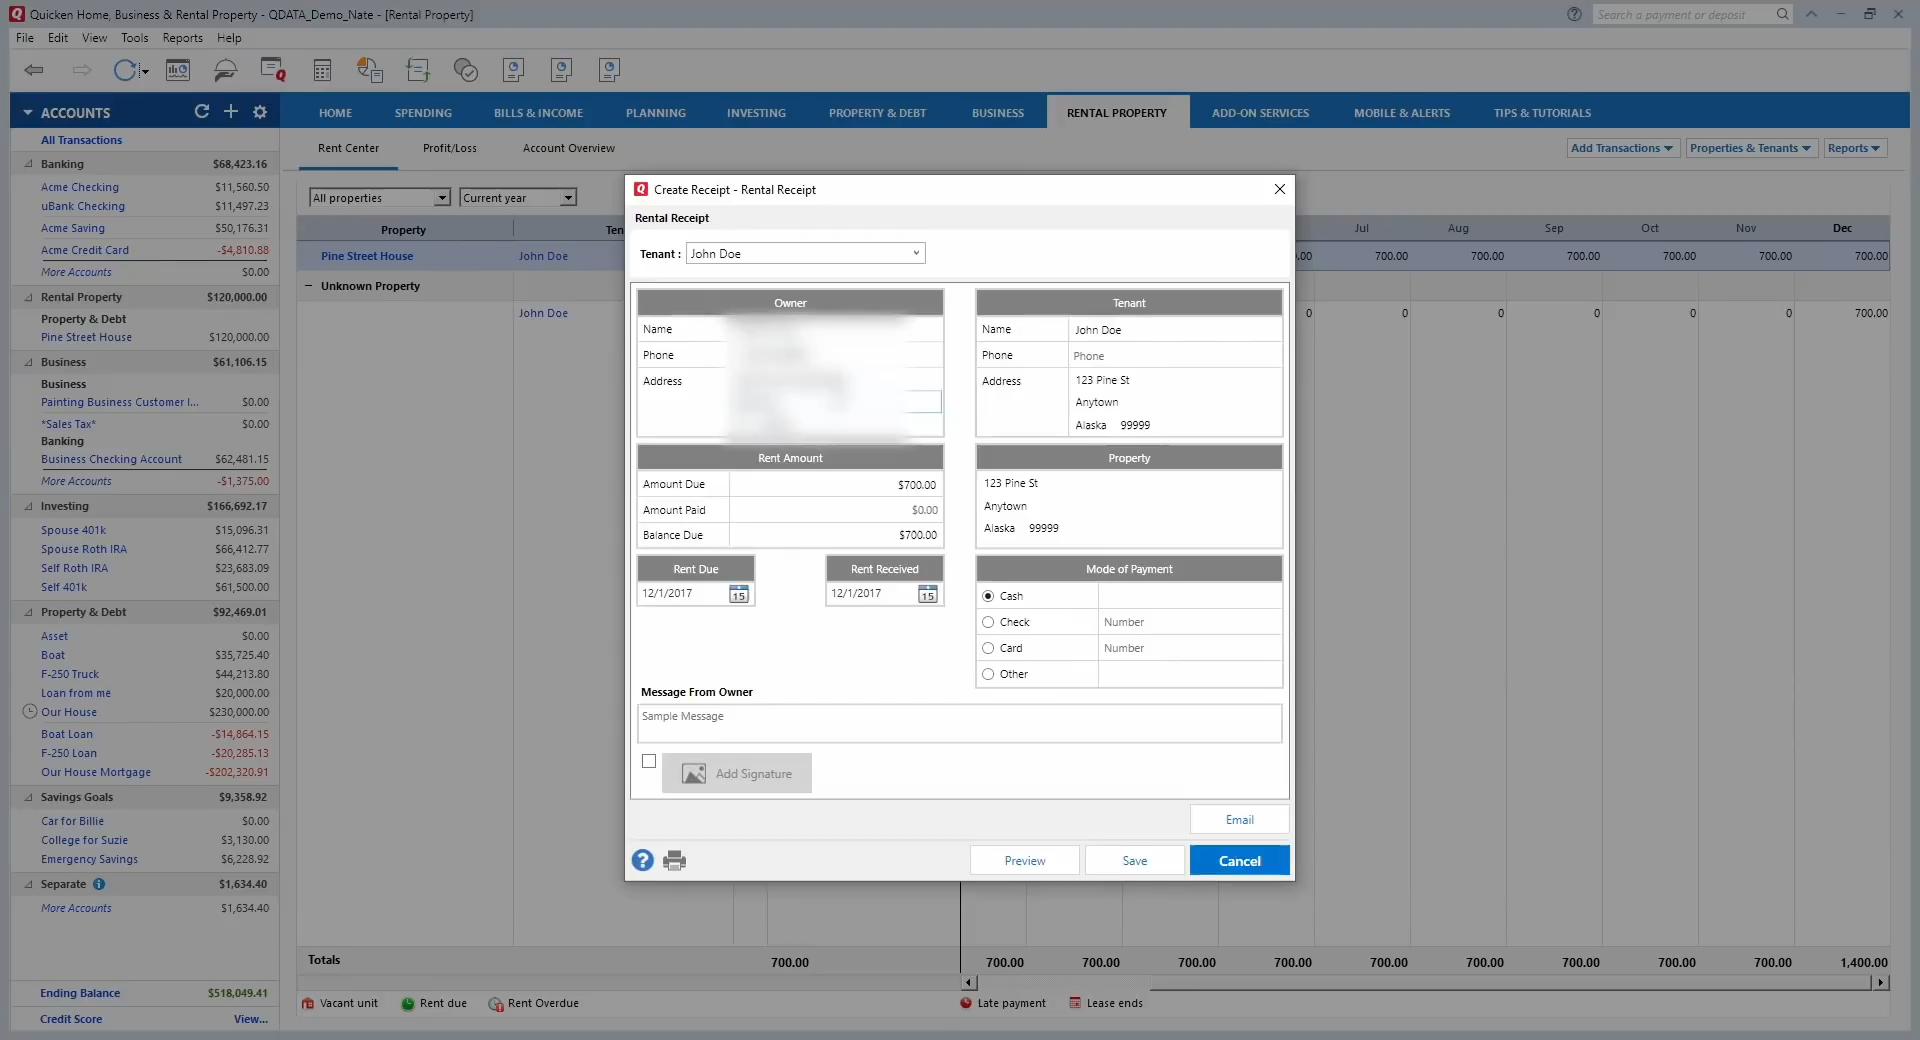 Quicken Home, Business & Rental Property - QDATA_Demo_Nate - [Rental Property]
Search a payment or deposit
File Edit View Tools Reports Help
ACCOUNTS
HOME SPENDING BILLS & INCOME PLANNING INVESTING PROPERTY & DEBT BUSINESS RENTAL PROPERTY ADD-ON SERVICES MOBILE & ALERTS TIPS & TUTORIALS
All Transactions
Banking $68,423.16
Acme Checking $11,560.50
uBank Checking $11,497.23
Acme Saving $50,176.31
Acme Credit Card -$4,810.88
More Accounts $0.00
Rental Property $120,000.00
Property & Debt
Pine Street House $120,000.00
Business $61,106.15
Business
Painting Business Customer I... $0.00
*Sales Tax* $0.00
Banking
Business Checking Account $62,481.15
More Accounts -$1,375.00
Investing $166,692.17
Spouse 401k $15,096.31
Spouse Roth IRA $66,412.77
Self Roth IRA $23,683.09
Self 401k $61,500.00
Property & Debt $92,469.01
Asset $0.00
Boat $35,725.40
F-250 Truck $44,213.80
Loan from me $20,000.00
Our House $230,000.00
Boat Loan -$14,864.15
F-250 Loan -$20,285.13
Our House Mortgage -$202,320.91
Savings Goals $9,358.92
Car for Billie $0.00
College for Suzie $3,130.00
Emergency Savings $6,228.92
Separate $1,634.40
More Accounts $1,634.40
Ending Balance $518,049.41
Credit Score View...
Rent Center Profit/Loss Account Overview
Add Transactions Properties & Tenants Reports
All properties Current year
Property Ten Jul Aug Sep Oct Nov Dec
Pine Street House John Doe .00 700.00 700.00 700.00 700.00 700.00 700.00
Unknown Property
John Doe 0 0 0 0 0 0 700.00
Create Receipt - Rental Receipt
Rental Receipt
Tenant : John Doe
Owner
Name
Phone
Address
Tenant
Name John Doe
Phone Phone
Address 123 Pine St
Anytown
Alaska 99999
Rent Amount
Amount Due $700.00
Amount Paid $0.00
Balance Due $700.00
Property
123 Pine St
Anytown
Alaska 99999
Rent Due
12/1/2017 15
Rent Received
12/1/2017 15
Mode of Payment
Cash
Check Number
Card Number
Other
Message From Owner
Sample Message
Add Signature
Email
Preview Save Cancel
Totals 700.00 700.00 700.00 700.00 700.00 700.00 700.00 700.00 700.00 700.00 1,400.00
Vacant unit Rent due Rent Overdue Late payment Lease ends